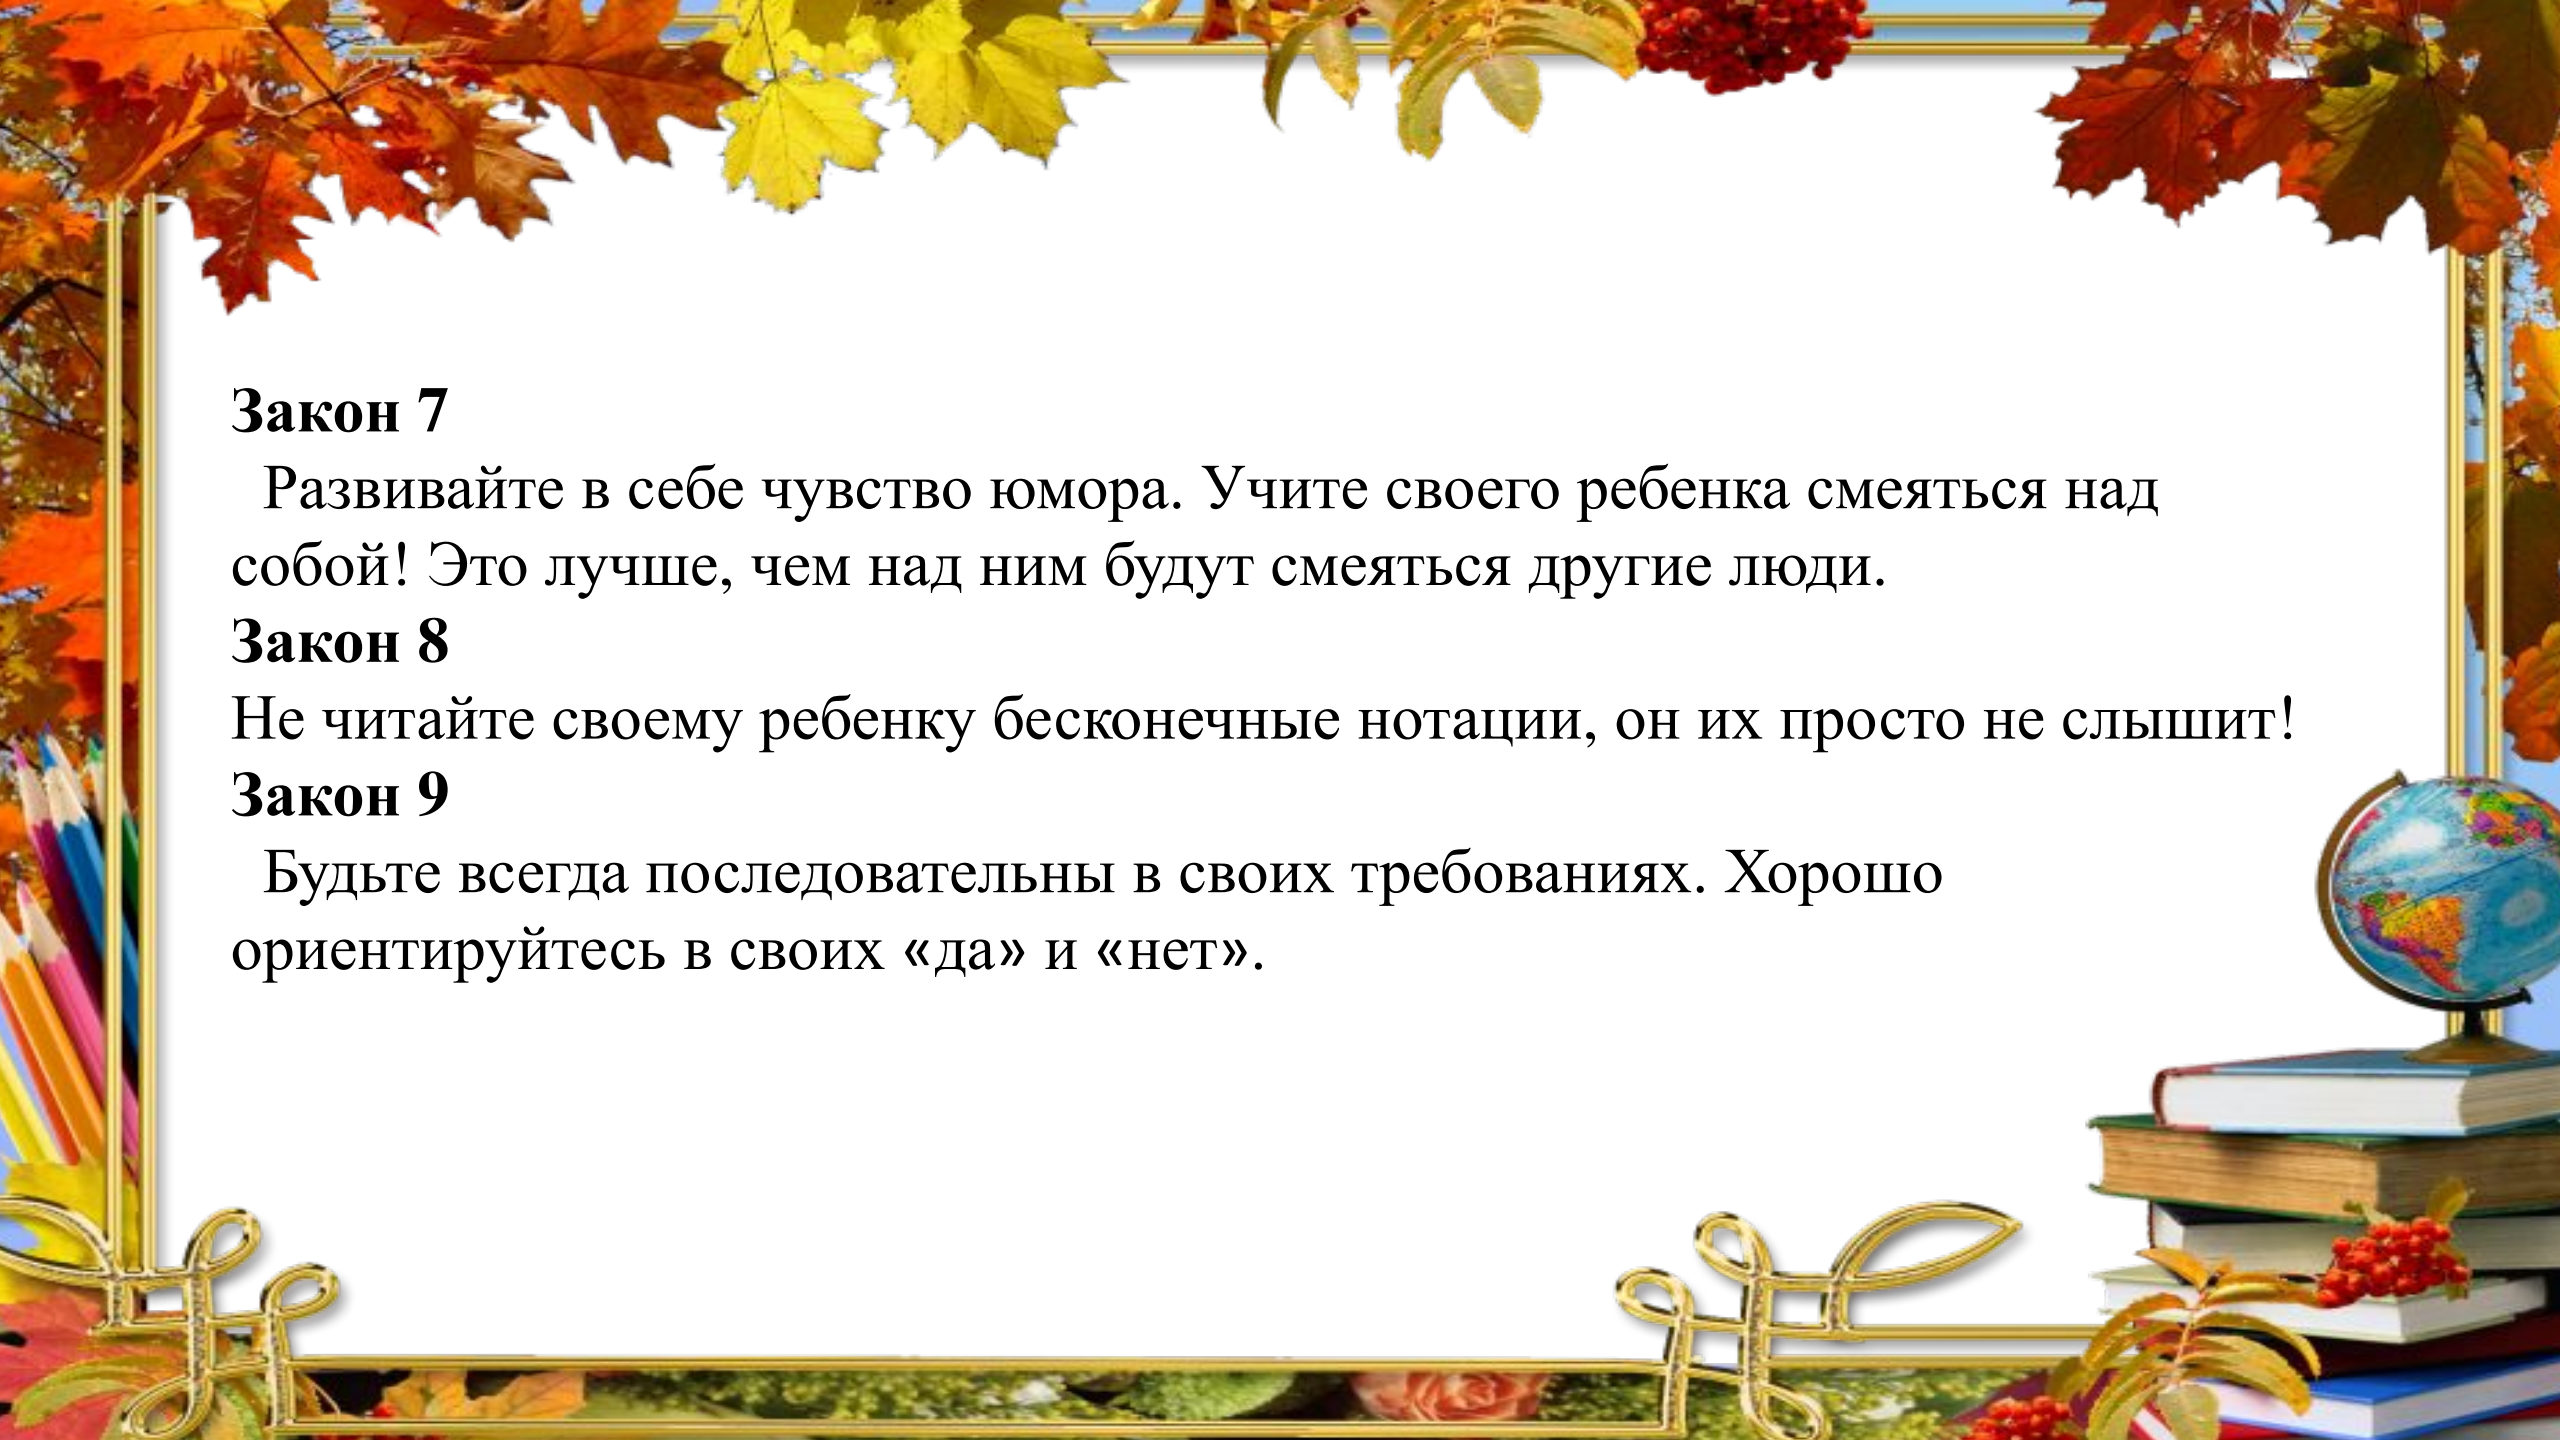 Закон 7
Развивайте в себе чувство юмора. Учите своего ребенка смеяться над
собой! Это лучше, чем над ним будут смеяться другие люди.
Закон 8
Не читайте своему ребенку бесконечные нотации, он их просто не слышит!
Закон 9
Будьте всегда последовательны в своих требованиях. Хорошо
ориентируйтесь в своих «да» и «нет».